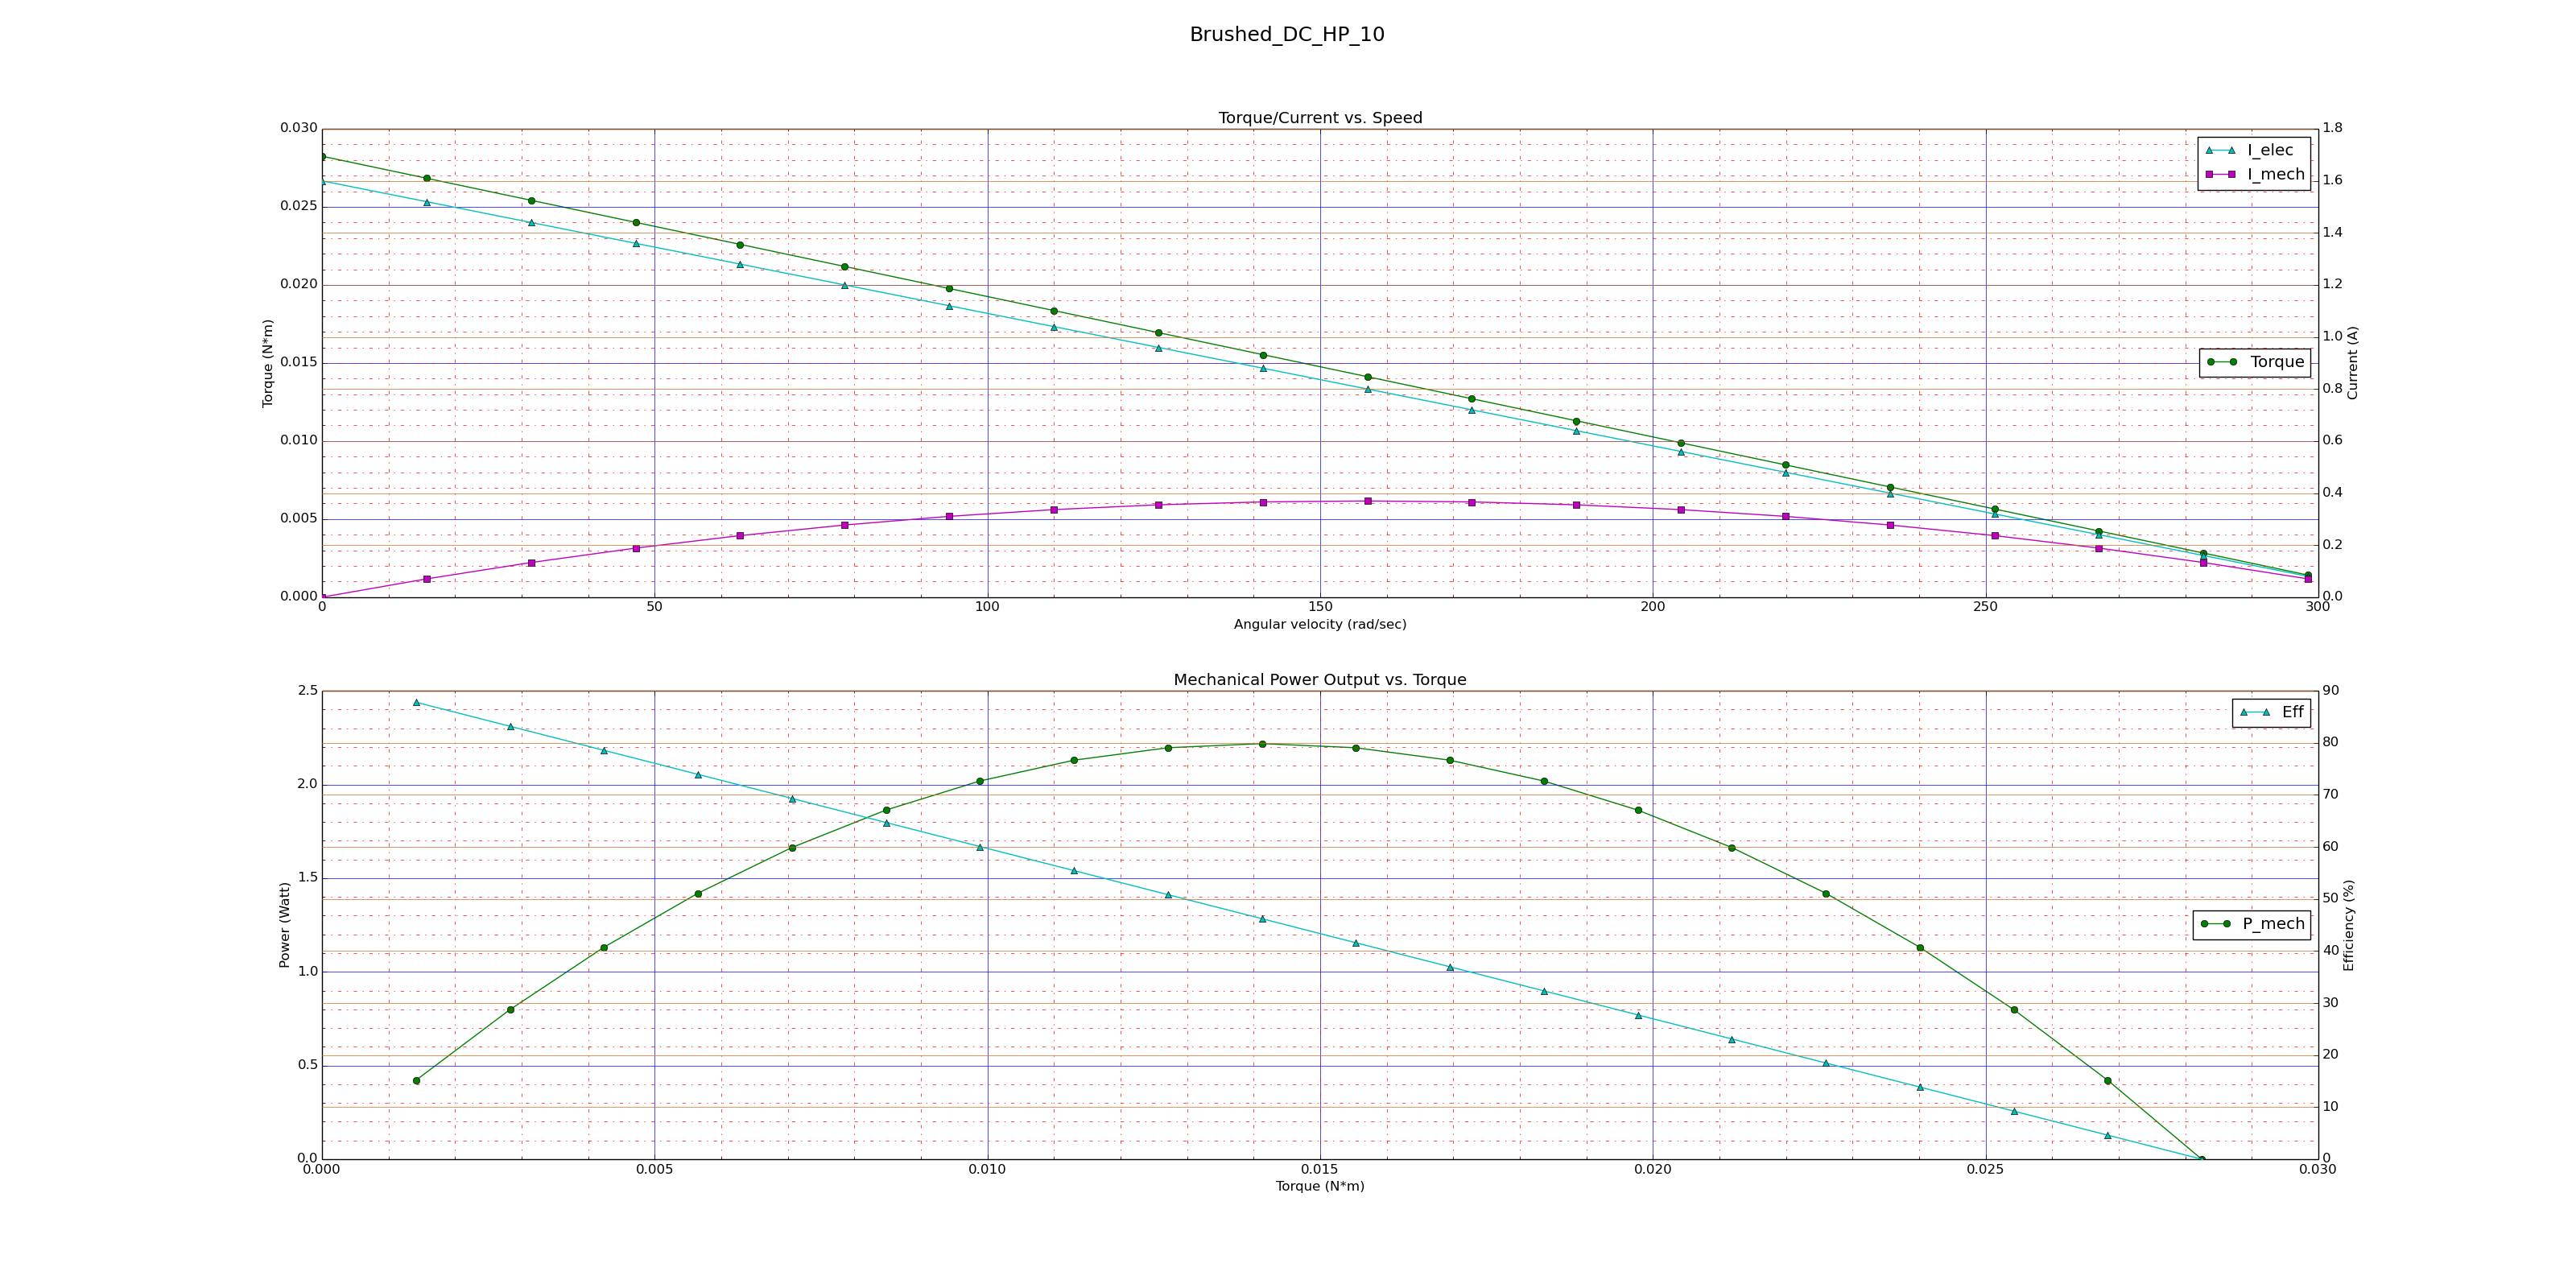 Brushed_DC_HP_10
Torque/Current vs. Speed
0.030
0.025
0.020
0.015
0.010
0.005
0.000
Torque (N*m)
1.8
1.6
1.4
1.2
1.0
0.8
0.6
0.4
0.2
0.0
Current (A)
I_elec
I_mech
Torque
0 50 100 150 200 250 300
Angular velocity (rad/sec)
Mechanical Power Output vs. Torque
2.5
2.0
1.5
1.0
0.5
0.0
Power (Watt)
90
80
70
60
50
40
30
20
10
0
Efficiency (%)
Eff
P_mech
0.000 0.005 0.010 0.015 0.020 0.025 0.030
Torque (N*m)